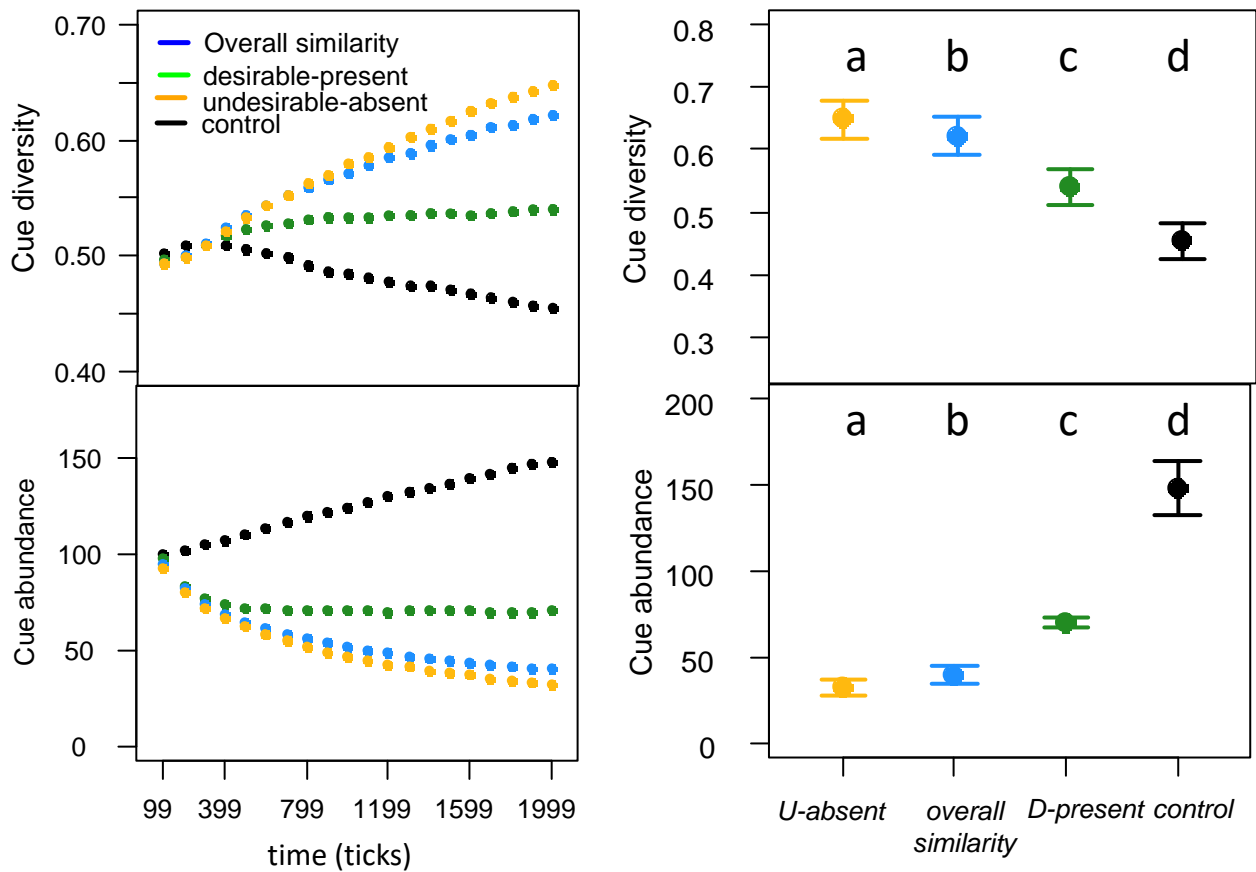 0.70
0.60
0.50
0.40
Cue diversity
Overall similarity
desirable-present
undesirable-absent
control
0.8
0.7
0.6
0.5
0.4
0.3
Cue diversity
a b c d
150
100
50
0
Cue abundance
99 399 799 1199 1599 1999
time (ticks)
200
150
100
50
0
Cue abundance
a b c d
U-absent overall D-present control
similarity